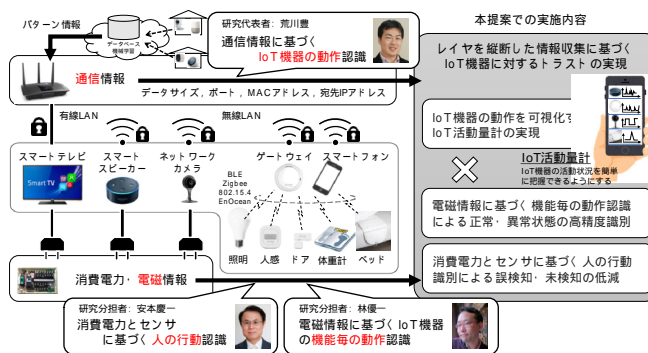 パターン情報
データベース
機械学習
研究代表者: 荒川豊
通信情報に基づく
IoT機器の動作認識
本提案での実施内容
レイヤを縦断した情報収集に基づく
IoT機器に対するトラストの実現
通信情報
データサイズ, ポート, MACアドレス, 宛先IPアドレス
有線LAN
無線LAN
IoT機器の動作を可視化す
IoT活動量計の実現
IoT活動量計
IoT機器の活動状況を簡単
に把握できるようにする
スマートテレビ
スマート
スピーカー
ネットワーク
カメラ
ゲートウェイ
スマートフォン
Smart TV
BLE
Zigbee
802.15.4
EnOcean
照明
人感
ドア
体重計
ベッド
電磁情報に基づく機能毎の動作認識
による正常・異常状態の高精度識別
消費電力・電磁情報
消費電力とセンサに基づく人の行動
識別による誤検知・未検知の低減
研究分担者: 安本慶一
消費電力とセンサ
に基づく人の行動認識
研究分担者: 林優一
電磁情報に基づくIoT機器
の機能毎の動作認識